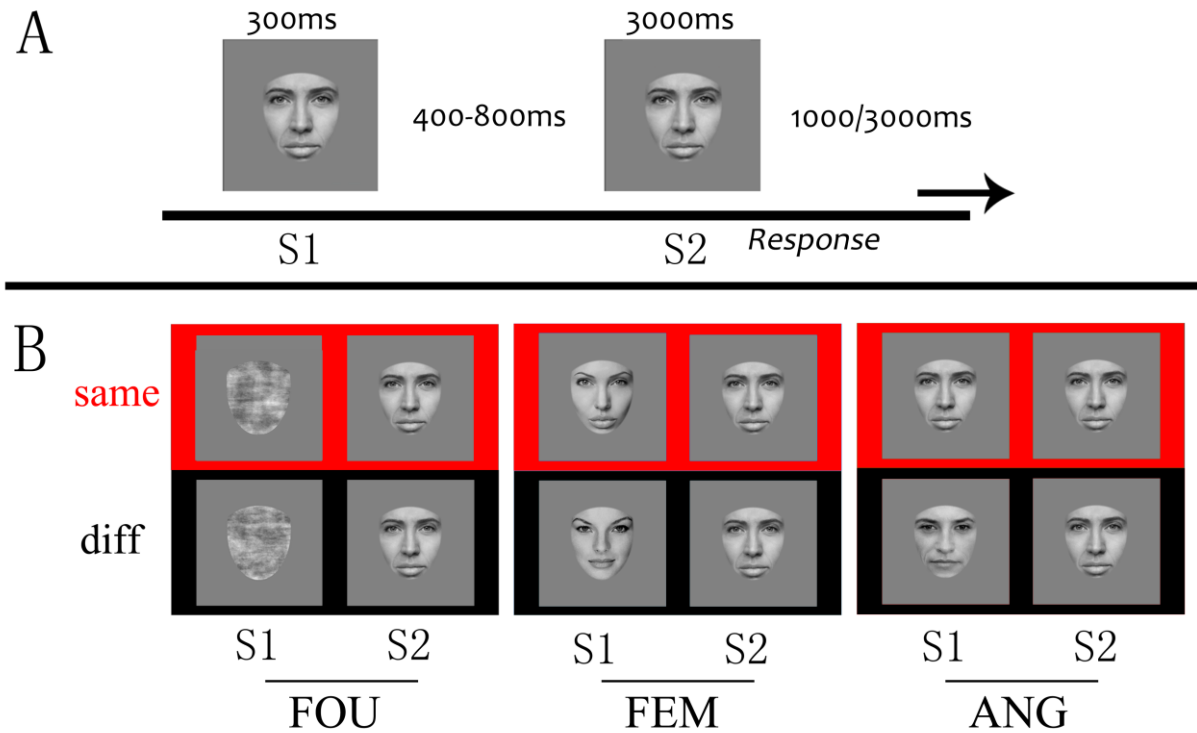 A
300ms
3000ms
400-800ms
1000/3000ms
S1
S2
Response
B
same
diff
S1 S2 S1 S2 S1 S2
FOU FEM ANG